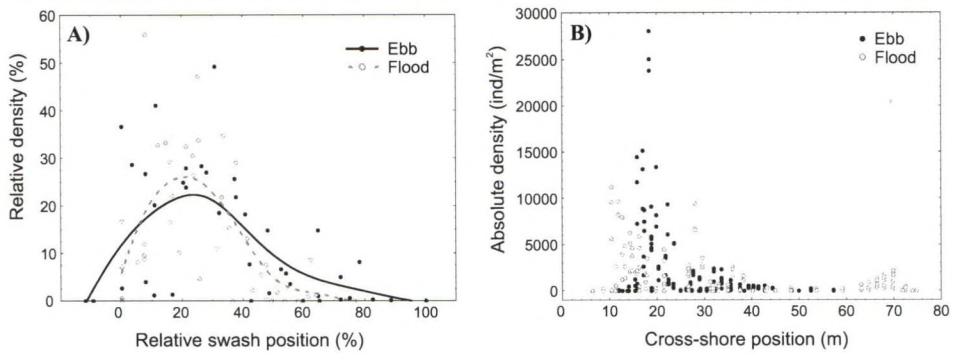 A)
Ebb
Flood
60
50
40
30
20
10
0
Relative density (%)
0 20 40 60 80 100
Relative swash position (%)
B)
Ebb
Flood
30000
25000
20000
15000
10000
5000
0
Absolute density (ind/m²)
0 10 20 30 40 50 60 70 80
Cross-shore position (m)